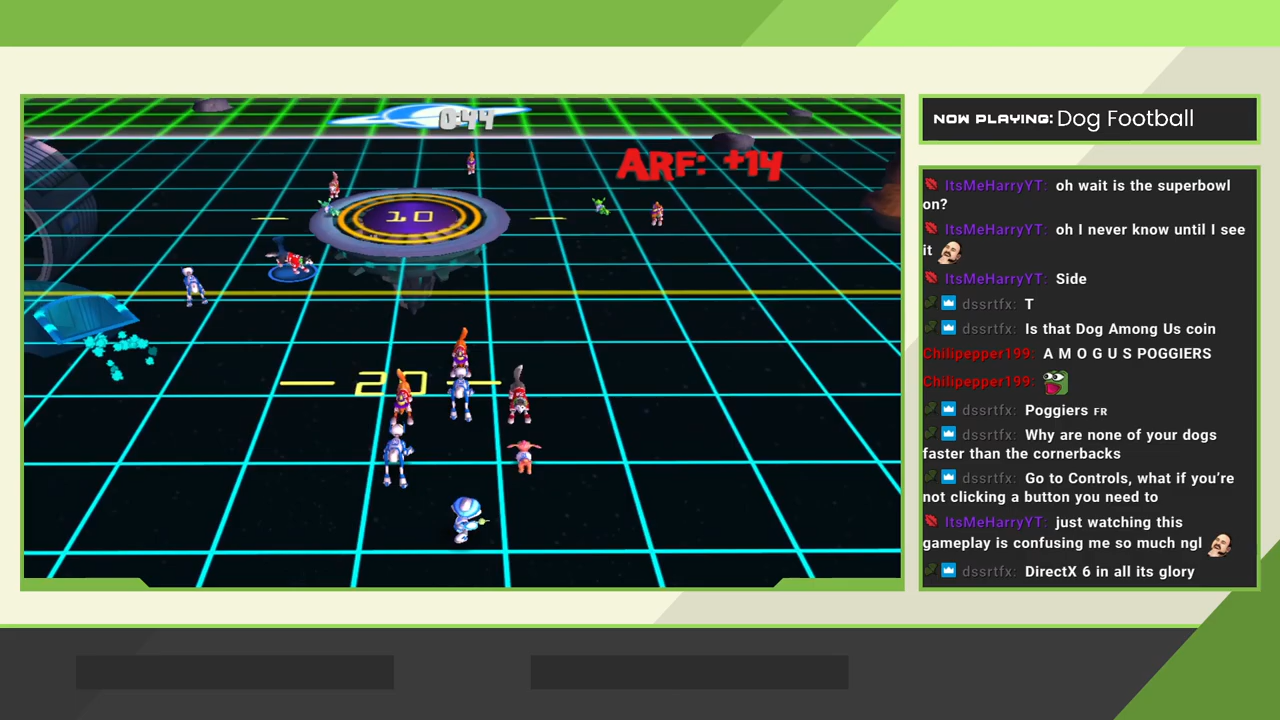 NOW PLAYING: Dog Football
0:44
ARF: +14
10
20
ItsMeHarryYT: oh wait is the superbowl
on?
ItsMeHarryYT: oh I never know until I see
it
ItsMeHarryYT: Side
dssrtfx: T
dssrtfx: Is that Dog Among Us coin
Chilipepper199: A M O G U S POGGIERS
Chilipepper199:
dssrtfx: Poggiers FR
dssrtfx: Why are none of your dogs
faster than the cornerbacks
dssrtfx: Go to Controls, what if you're
not clicking a button you need to
ItsMeHarryYT: just watching this
gameplay is confusing me so much ngl
dssrtfx: DirectX 6 in all its glory